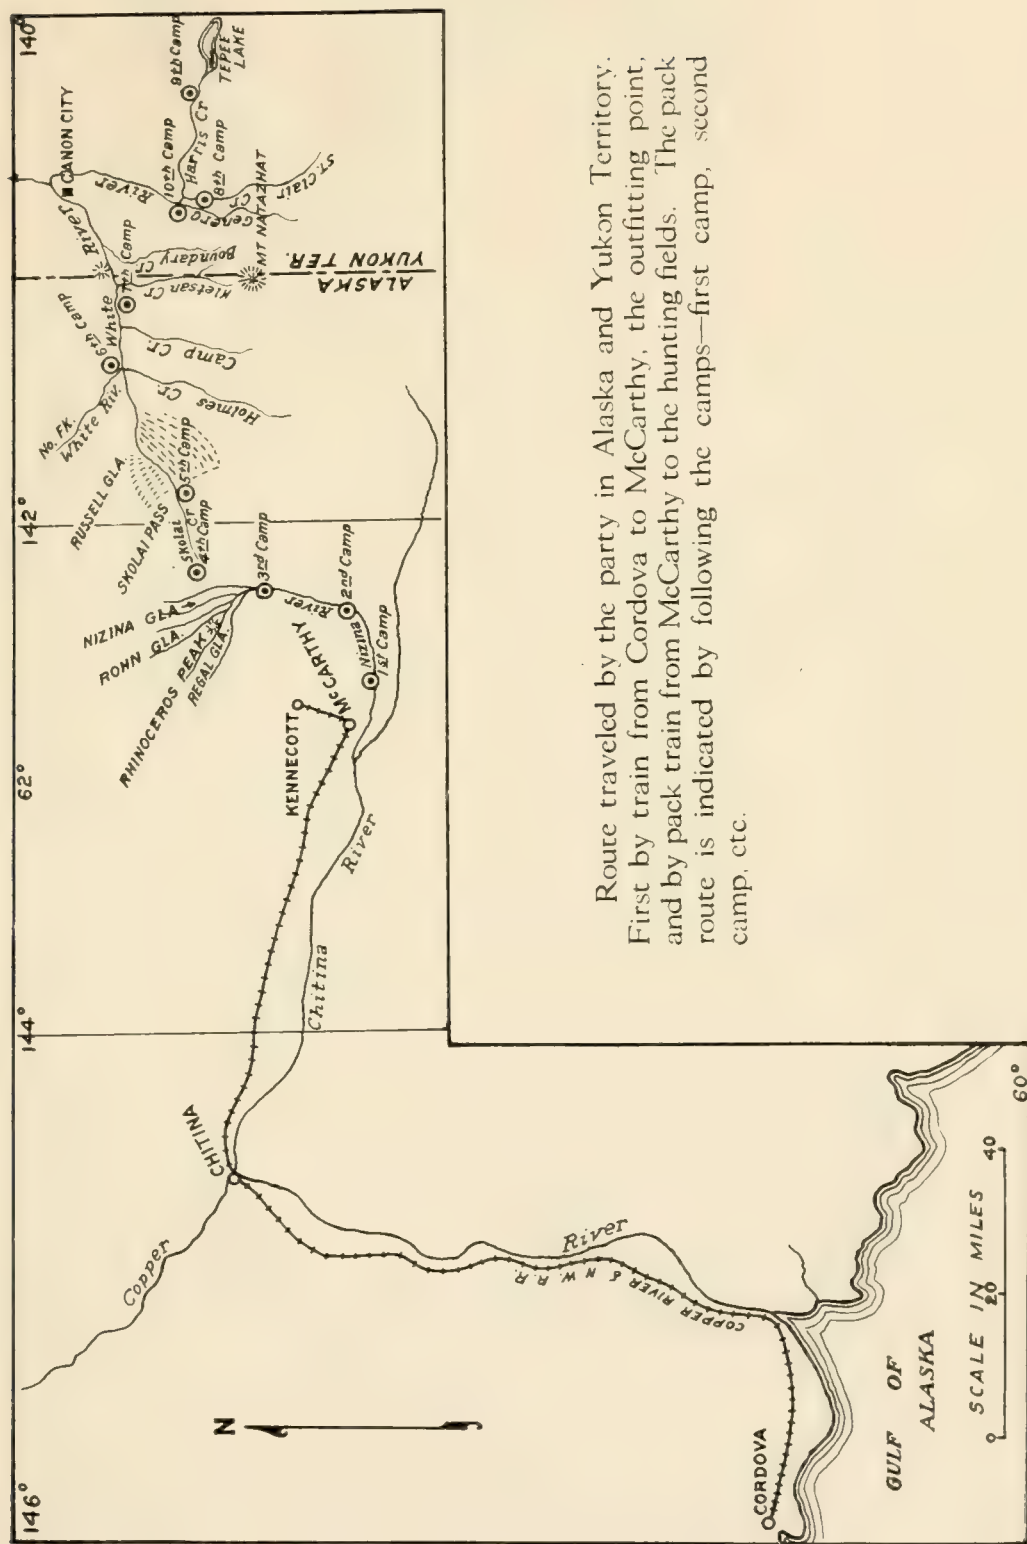 146°
144°
62°
142°
140°
Copper
CHITINA
Chitina
River
KENNECOTT
McCARTHY
RHINOCEROS PEAK
REGAL GLA.
ROHN GLA.
NIZINA GLA.
SKOLAI PASS
RUSSELL GLA.
Skolai
Cr
4th Camp
5th Camp
3rd Camp
2nd Camp
1st Camp
Nizina
River
No. FK.
White Riv.
6th Camp
White
River
7th Camp
Holmes
Cr.
Camp Cr.
Kletsan Cr.
Boundary
Cr.
ALASKA
YUKON TER.
MT NATAZHAT
CANON CITY
River
Genero
Cr
10th Camp
8th Camp
Harris Cr
9th Camp
St. Clair
TEPEE
LAKE
N
River
COPPER RIVER & N.W. R.R.
CORDOVA
GULF OF
ALASKA
SCALE IN MILES
0 20 40
60°
Route traveled by the party in Alaska and Yukon Territory.
First by train from Cordova to McCarthy, the outfitting point,
and by pack train from McCarthy to the hunting fields. The pack
route is indicated by following the camps—first camp, second
camp, etc.